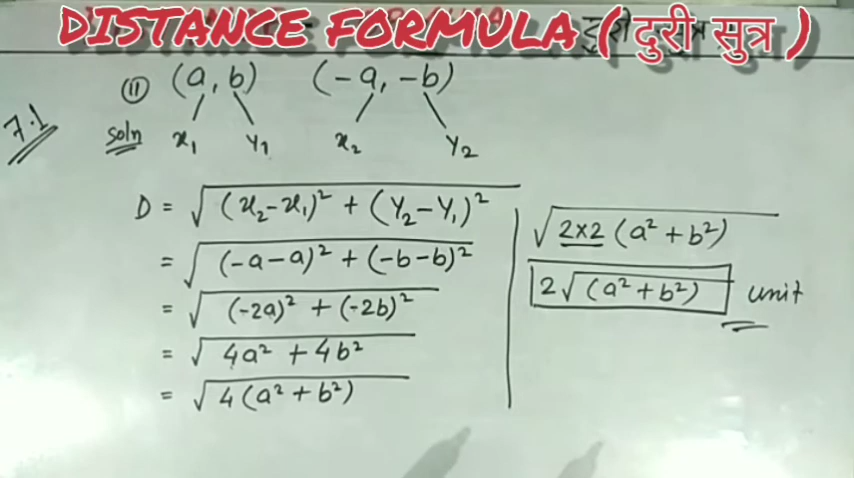 DISTANCE FORMULA ( दुरी सुत्र )
(ii) (a, b) (-a, -b)
7.1
Soln x₁ y₁ x₂ y₂
D = √(x₂-x₁)² + (y₂-y₁)²
= √(-a-a)² + (-b-b)²
= √(-2a)² + (-2b)²
= √4a² + 4b²
= √4(a² + b²)
√2×2 (a² + b²)
2√(a² + b²) unit